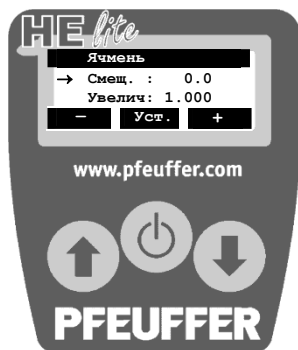 HE lite
Ячмень
→ Смещ. : 0.0
Увелич: 1.000
– Уст. +
www.pfeuffer.com
PFEUFFER